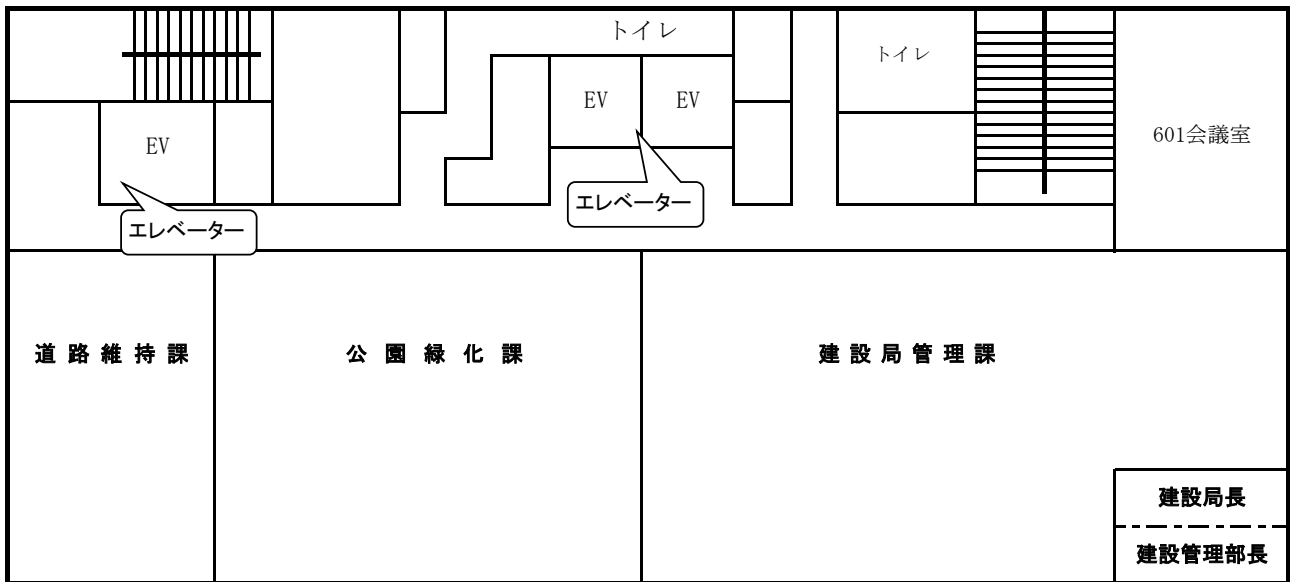 トイレ
トイレ
EV
EV
EV
601会議室
エレベーター
エレベーター
道路維持課
公園緑化課
建設局管理課
建設局長
建設管理部長